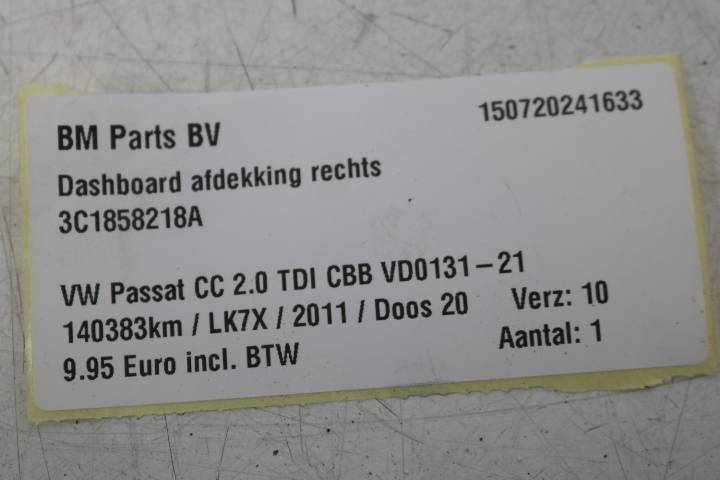 BM Parts BV 150720241633
Dashboard afdekking rechts
3C1858218A
VW Passat CC 2.0 TDI CBB VD0131-21
140383km / LK7X / 2011 / Doos 20 Verz: 10
9.95 Euro incl. BTW Aantal: 1